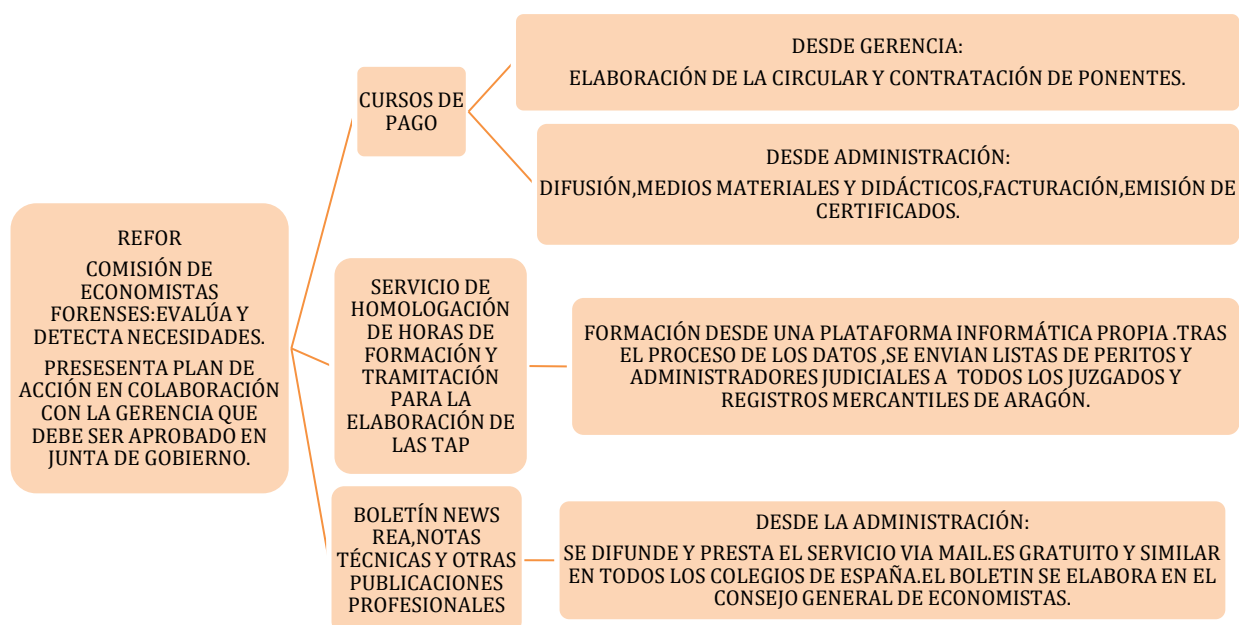 REFOR
COMISIÓN DE
ECONOMISTAS
FORENSES:EVALÚA Y
DETECTA NECESIDADES.
PRESESENTA PLAN DE
ACCIÓN EN COLABORACIÓN
CON LA GERENCIA QUE
DEBE SER APROBADO EN
JUNTA DE GOBIERNO.
CURSOS DE
PAGO
DESDE GERENCIA:
ELABORACIÓN DE LA CIRCULAR Y CONTRATACIÓN DE PONENTES.
DESDE ADMINISTRACIÓN:
DIFUSIÓN,MEDIOS MATERIALES Y DIDÁCTICOS,FACTURACIÓN,EMISIÓN DE
CERTIFICADOS.
SERVICIO DE
HOMOLOGACIÓN
DE HORAS DE
FORMACIÓN Y
TRAMITACIÓN
PARA LA
ELABORACIÓN DE
LAS TAP
FORMACIÓN DESDE UNA PLATAFORMA INFORMÁTICA PROPIA .TRAS
EL PROCESO DE LOS DATOS ,SE ENVIAN LISTAS DE PERITOS Y
ADMINISTRADORES JUDICIALES A TODOS LOS JUZGADOS Y
REGISTROS MERCANTILES DE ARAGÓN.
BOLETÍN NEWS
REA,NOTAS
TÉCNICAS Y OTRAS
PUBLICACIONES
PROFESIONALES
DESDE LA ADMINISTRACIÓN:
SE DIFUNDE Y PRESTA EL SERVICIO VIA MAIL.ES GRATUITO Y SIMILAR
EN TODOS LOS COLEGIOS DE ESPAÑA.EL BOLETIN SE ELABORA EN EL
CONSEJO GENERAL DE ECONOMISTAS.